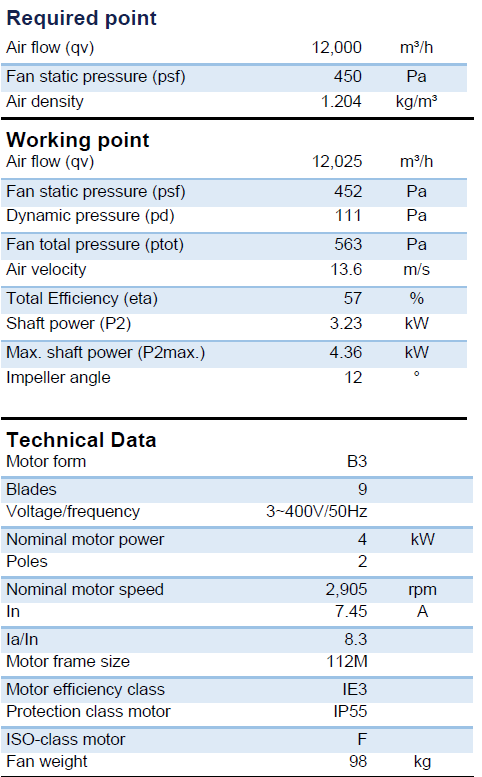 Required point
Air flow (qv) 12,000 m³/h
Fan static pressure (psf) 450 Pa
Air density 1.204 kg/m³
Working point
Air flow (qv) 12,025 m³/h
Fan static pressure (psf) 452 Pa
Dynamic pressure (pd) 111 Pa
Fan total pressure (ptot) 563 Pa
Air velocity 13.6 m/s
Total Efficiency (eta) 57 %
Shaft power (P2) 3.23 kW
Max. shaft power (P2max.) 4.36 kW
Impeller angle 12 °
Technical Data
Motor form B3
Blades 9
Voltage/frequency 3~400V/50Hz
Nominal motor power 4 kW
Poles 2
Nominal motor speed 2,905 rpm
In 7.45 A
Ia/In 8.3
Motor frame size 112M
Motor efficiency class IE3
Protection class motor IP55
ISO-class motor F
Fan weight 98 kg